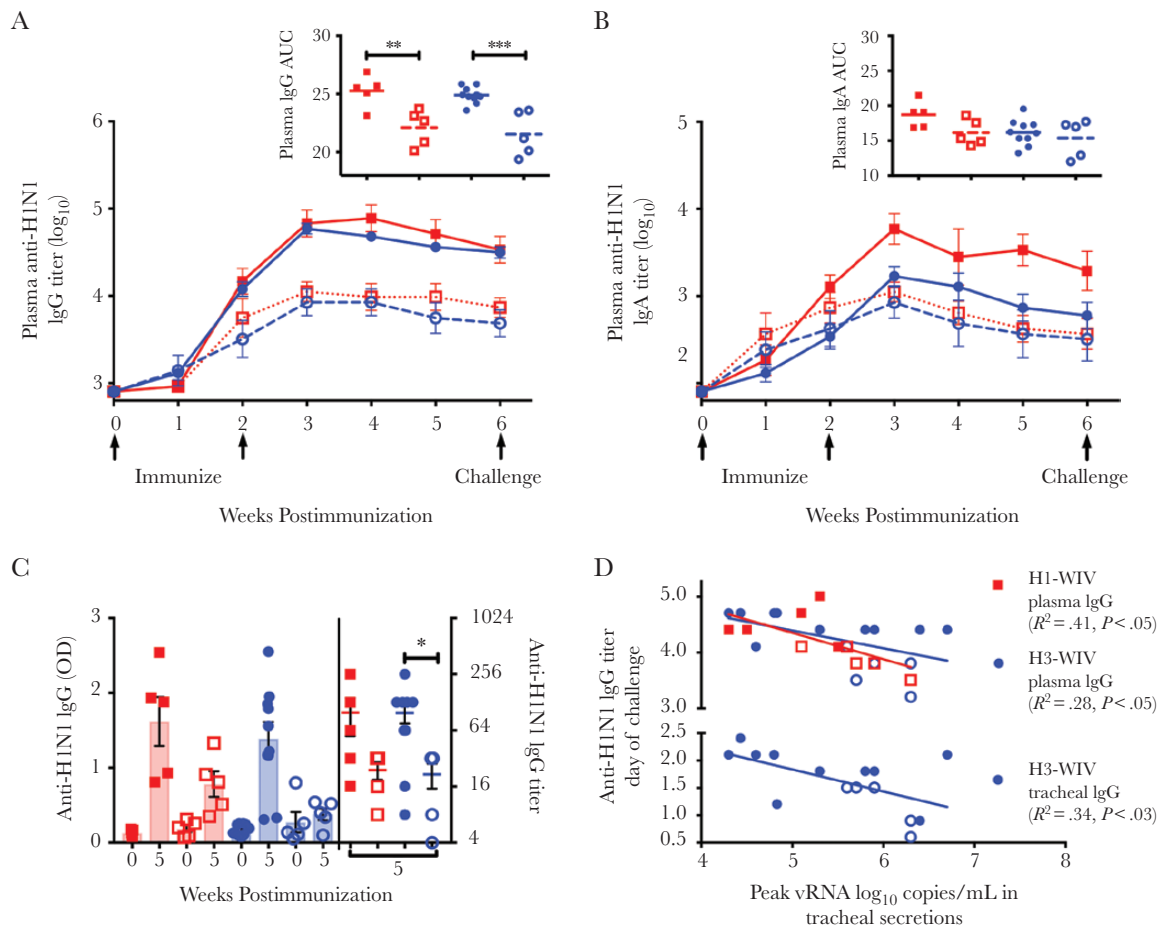 A
30
25
20
Plasma IgG AUC
**
***
6
5
4
3
Plasma anti-H1N1
IgG titer (log10)
0 1 2 3 4 5 6
Immunize
Challenge
Weeks Postimmunization
B
30
25
20
15
10
Plasma IgA AUC
5
4
3
2
Plasma anti-H1N1
IgA titer (log10)
0 1 2 3 4 5 6
Immunize
Challenge
Weeks Postimmunization
C
3
2
1
0
Anti-H1N1 IgG (OD)
*
1024
256
64
16
4
Anti-H1N1 IgG titer
0 5 0 5 0 5 0 5
5
Weeks Postimmunization
D
5.0
4.0
3.0
2.5
2.0
1.5
1.0
0.5
Anti-H1N1 IgG titer
day of challenge
4 5 6 7 8
Peak vRNA log10 copies/mL in
tracheal secretions
H1-WIV
plasma IgG
(R2 = .41, P < .05)
H3-WIV
plasma IgG
(R2 = .28, P < .05)
H3-WIV
tracheal IgG
(R2 = .34, P < .03)